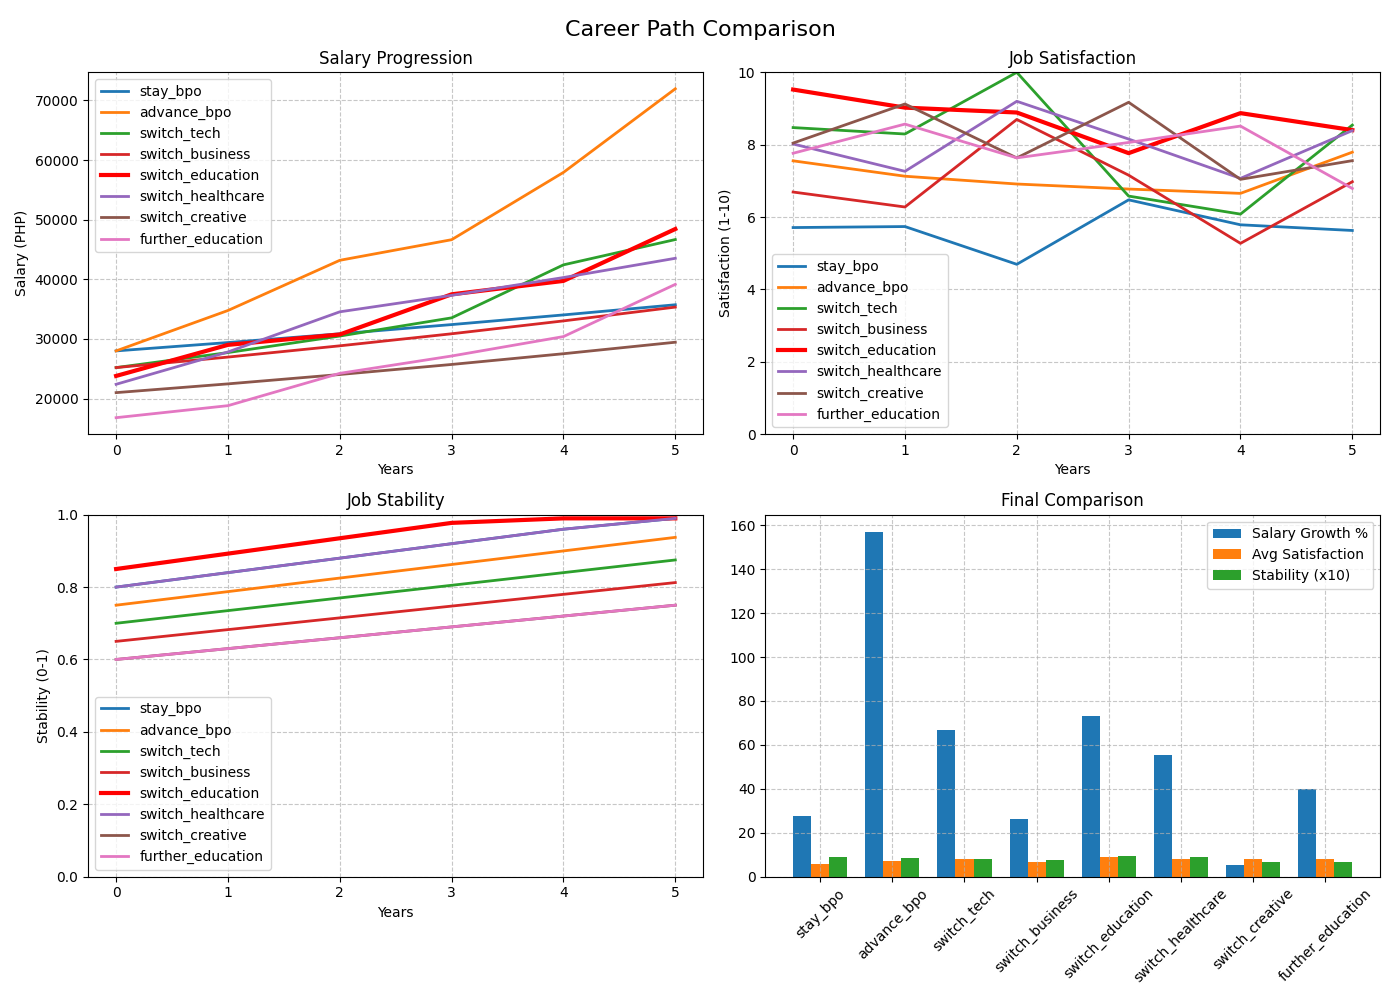 Career Path Comparison
Salary Progression
Salary (PHP)
70000
60000
50000
40000
30000
20000
stay_bpo
advance_bpo
switch_tech
switch_business
switch_education
switch_healthcare
switch_creative
further_education
0 1 2 3 4 5
Years
Job Satisfaction
Satisfaction (1-10)
10
8
6
4
2
0
stay_bpo
advance_bpo
switch_tech
switch_business
switch_education
switch_healthcare
switch_creative
further_education
0 1 2 3 4 5
Years
Job Stability
Stability (0-1)
1.0
0.8
0.6
0.4
0.2
0.0
stay_bpo
advance_bpo
switch_tech
switch_business
switch_education
switch_healthcare
switch_creative
further_education
0 1 2 3 4 5
Years
Final Comparison
160
140
120
100
80
60
40
20
0
Salary Growth %
Avg Satisfaction
Stability (x10)
stay_bpo
advance_bpo
switch_tech
switch_business
switch_education
switch_healthcare
switch_creative
further_education